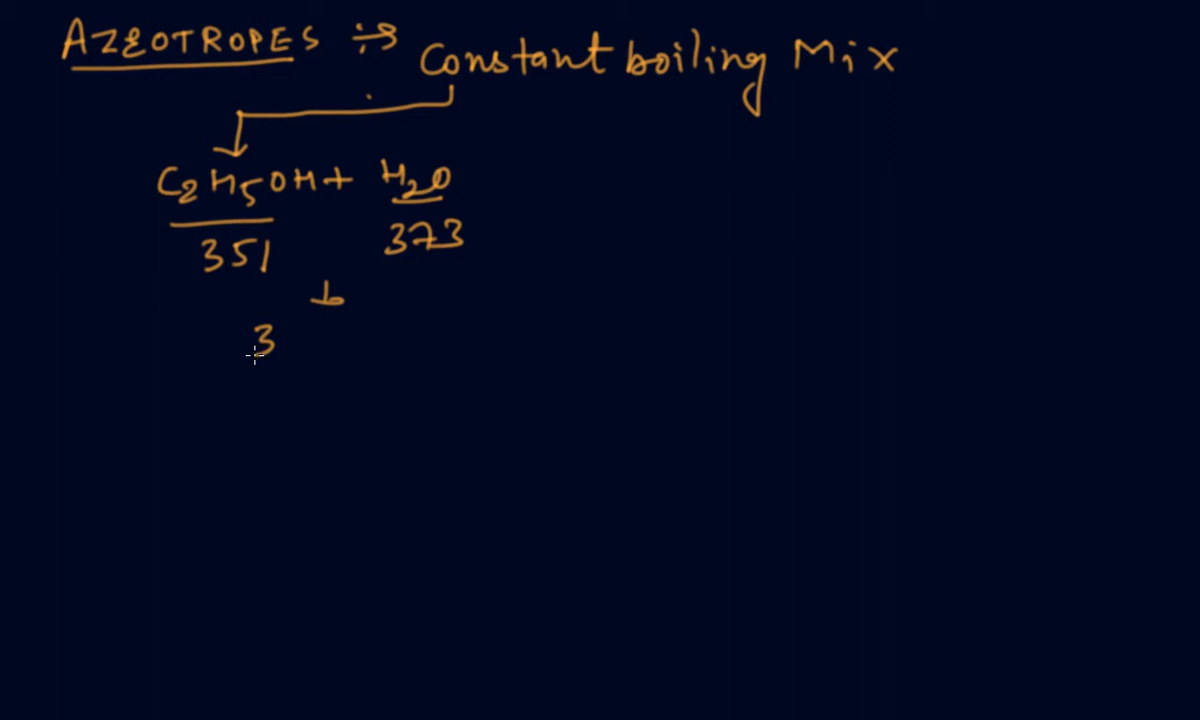 AZEOTROPES :→ Constant boiling Mix
C₂H₅OH + H₂O
351 373
3